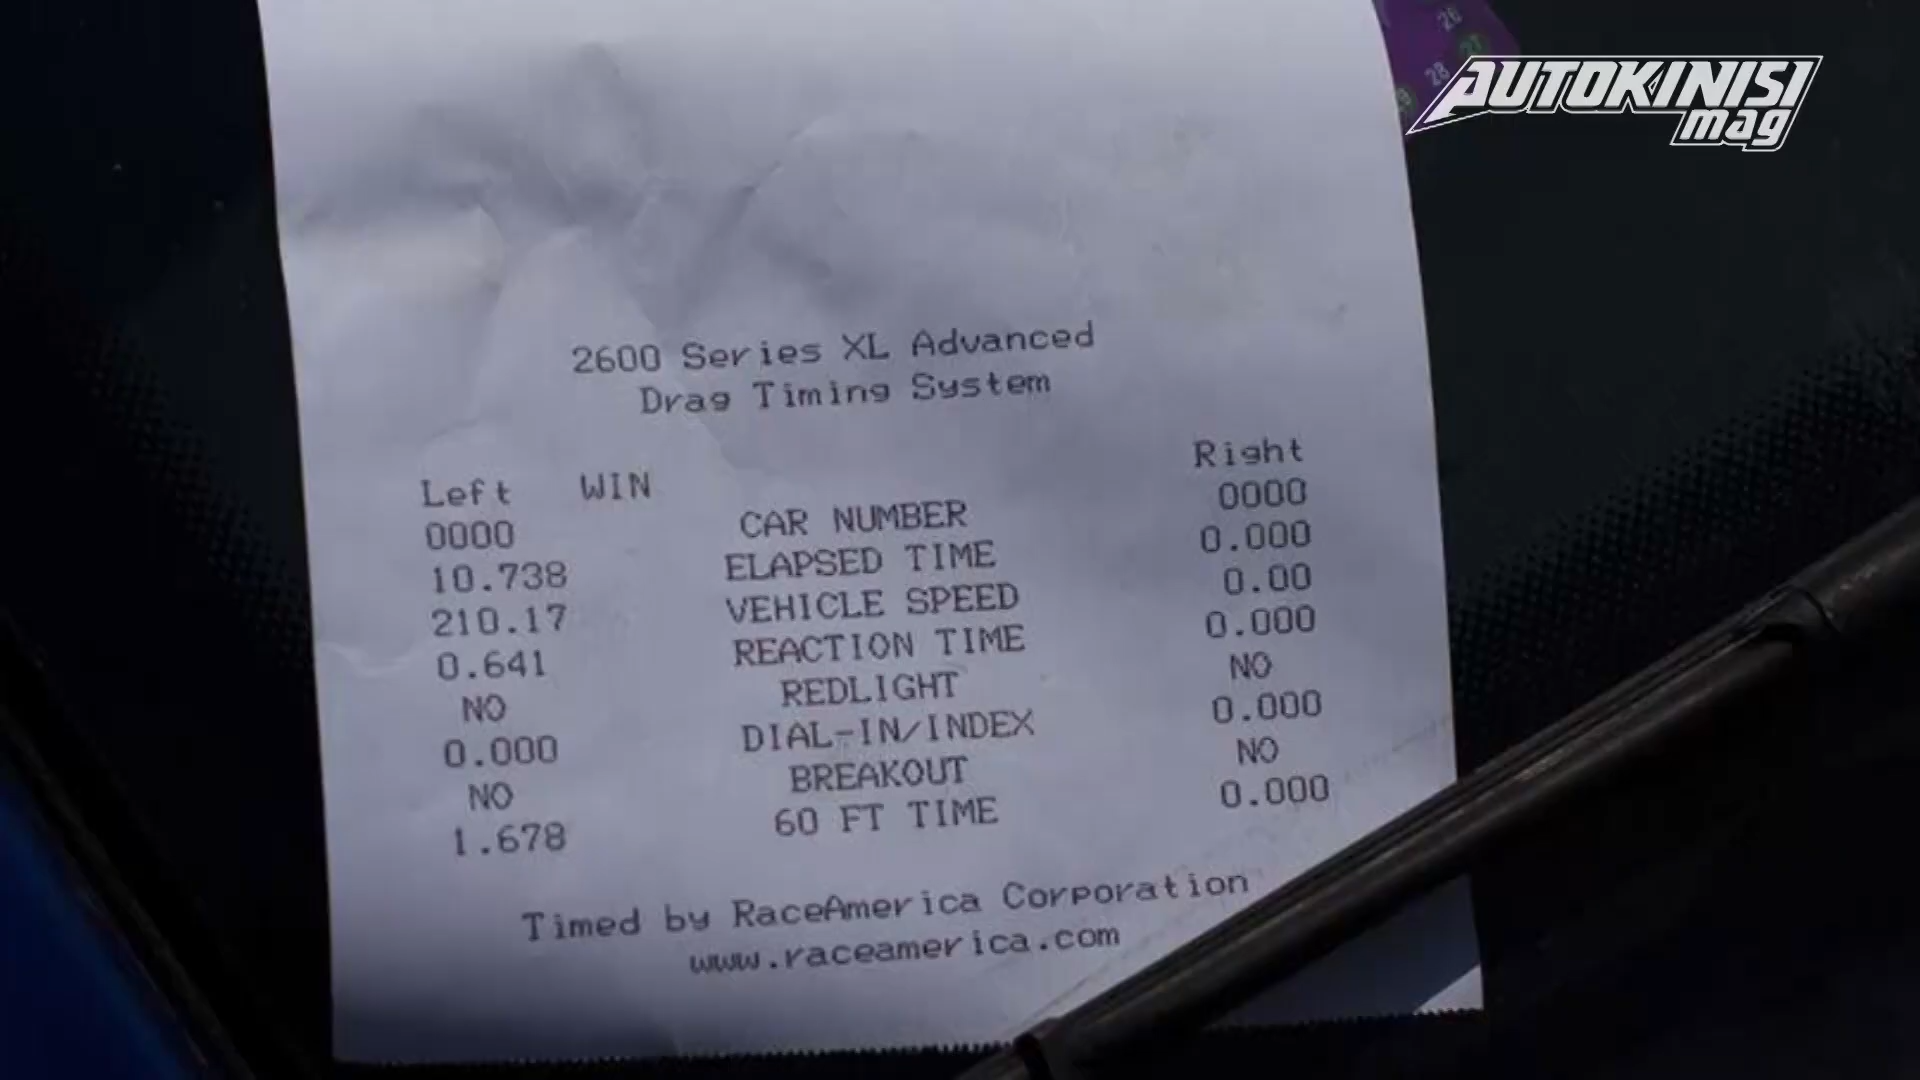 26
27
28
AUTOKINISI
mag
2600 Series XL Advanced
Drag Timing System
Left WIN Right
0000 CAR NUMBER 0000
10.738 ELAPSED TIME 0.000
210.17 VEHICLE SPEED 0.00
0.641 REACTION TIME 0.000
NO REDLIGHT NO
0.000 DIAL-IN/INDEX 0.000
NO BREAKOUT NO
1.678 60 FT TIME 0.000
Timed by RaceAmerica Corporation
www.raceamerica.com